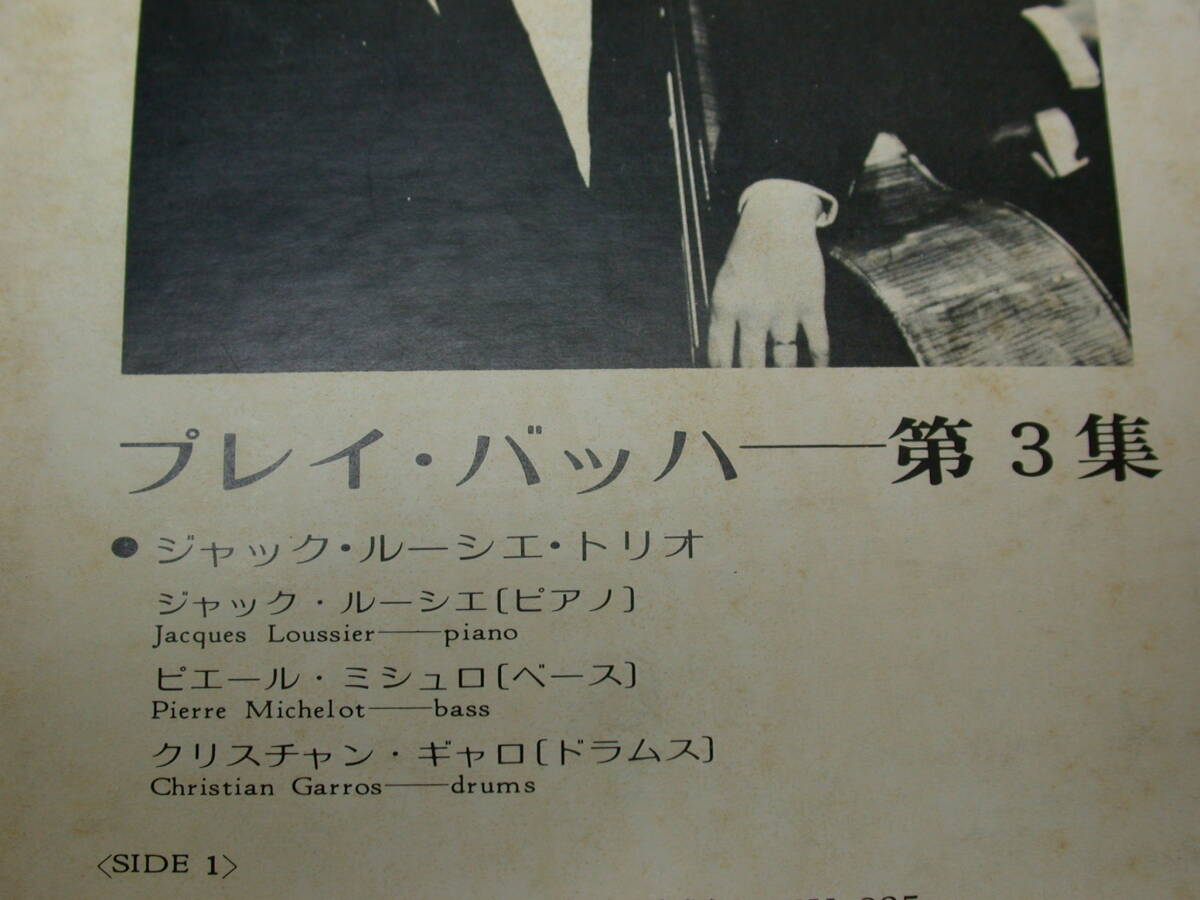 プレイ・バッハ──第3集
●ジャック・ルーシエ・トリオ
ジャック・ルーシエ〔ピアノ〕
Jacques Loussier──piano
ピエール・ミシュロ〔ベース〕
Pierre Michelot──bass
クリスチャン・ギャロ〔ドラムス〕
Christian Garros──drums
〈SIDE 1〉